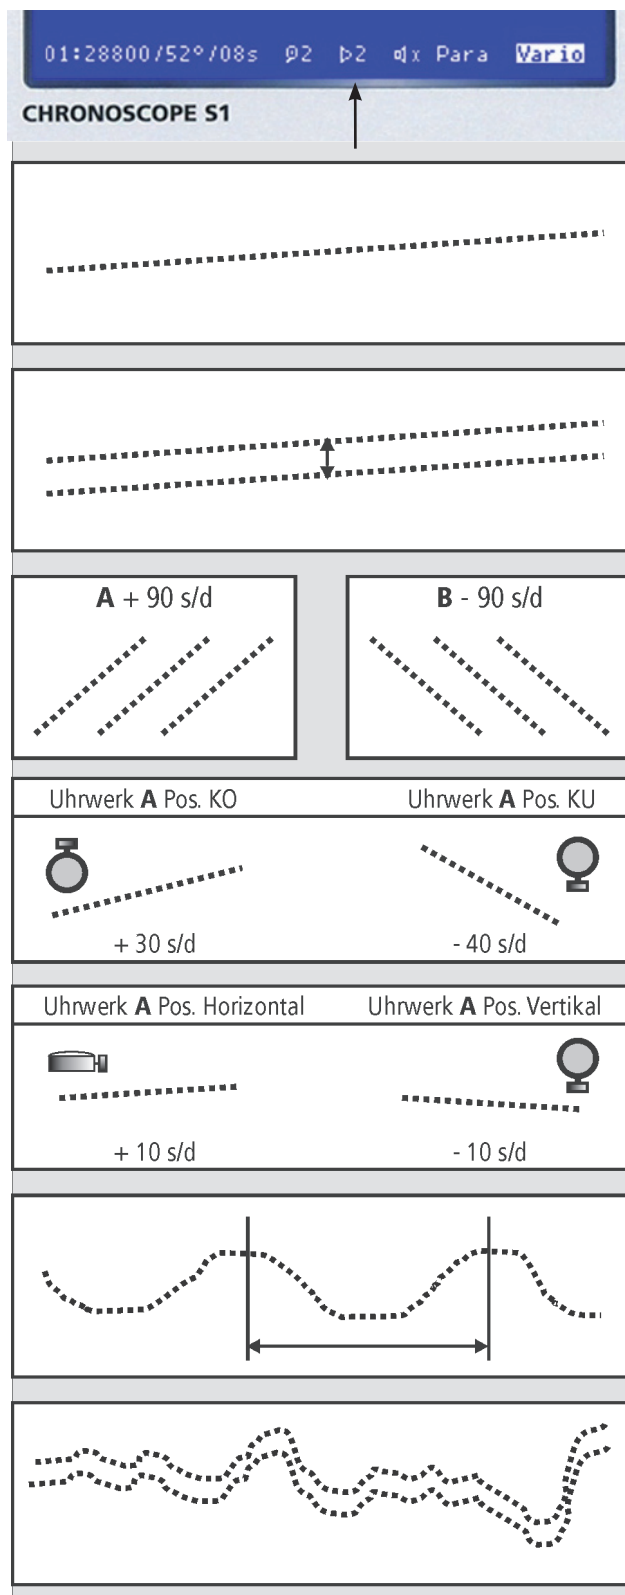 01:28800/52°/08s 2 2 x Para Vario
CHRONOSCOPE S1
A + 90 s/d
B - 90 s/d
Uhrwerk A Pos. KO
Uhrwerk A Pos. KU
+ 30 s/d
- 40 s/d
Uhrwerk A Pos. Horizontal
Uhrwerk A Pos. Vertikal
+ 10 s/d
- 10 s/d